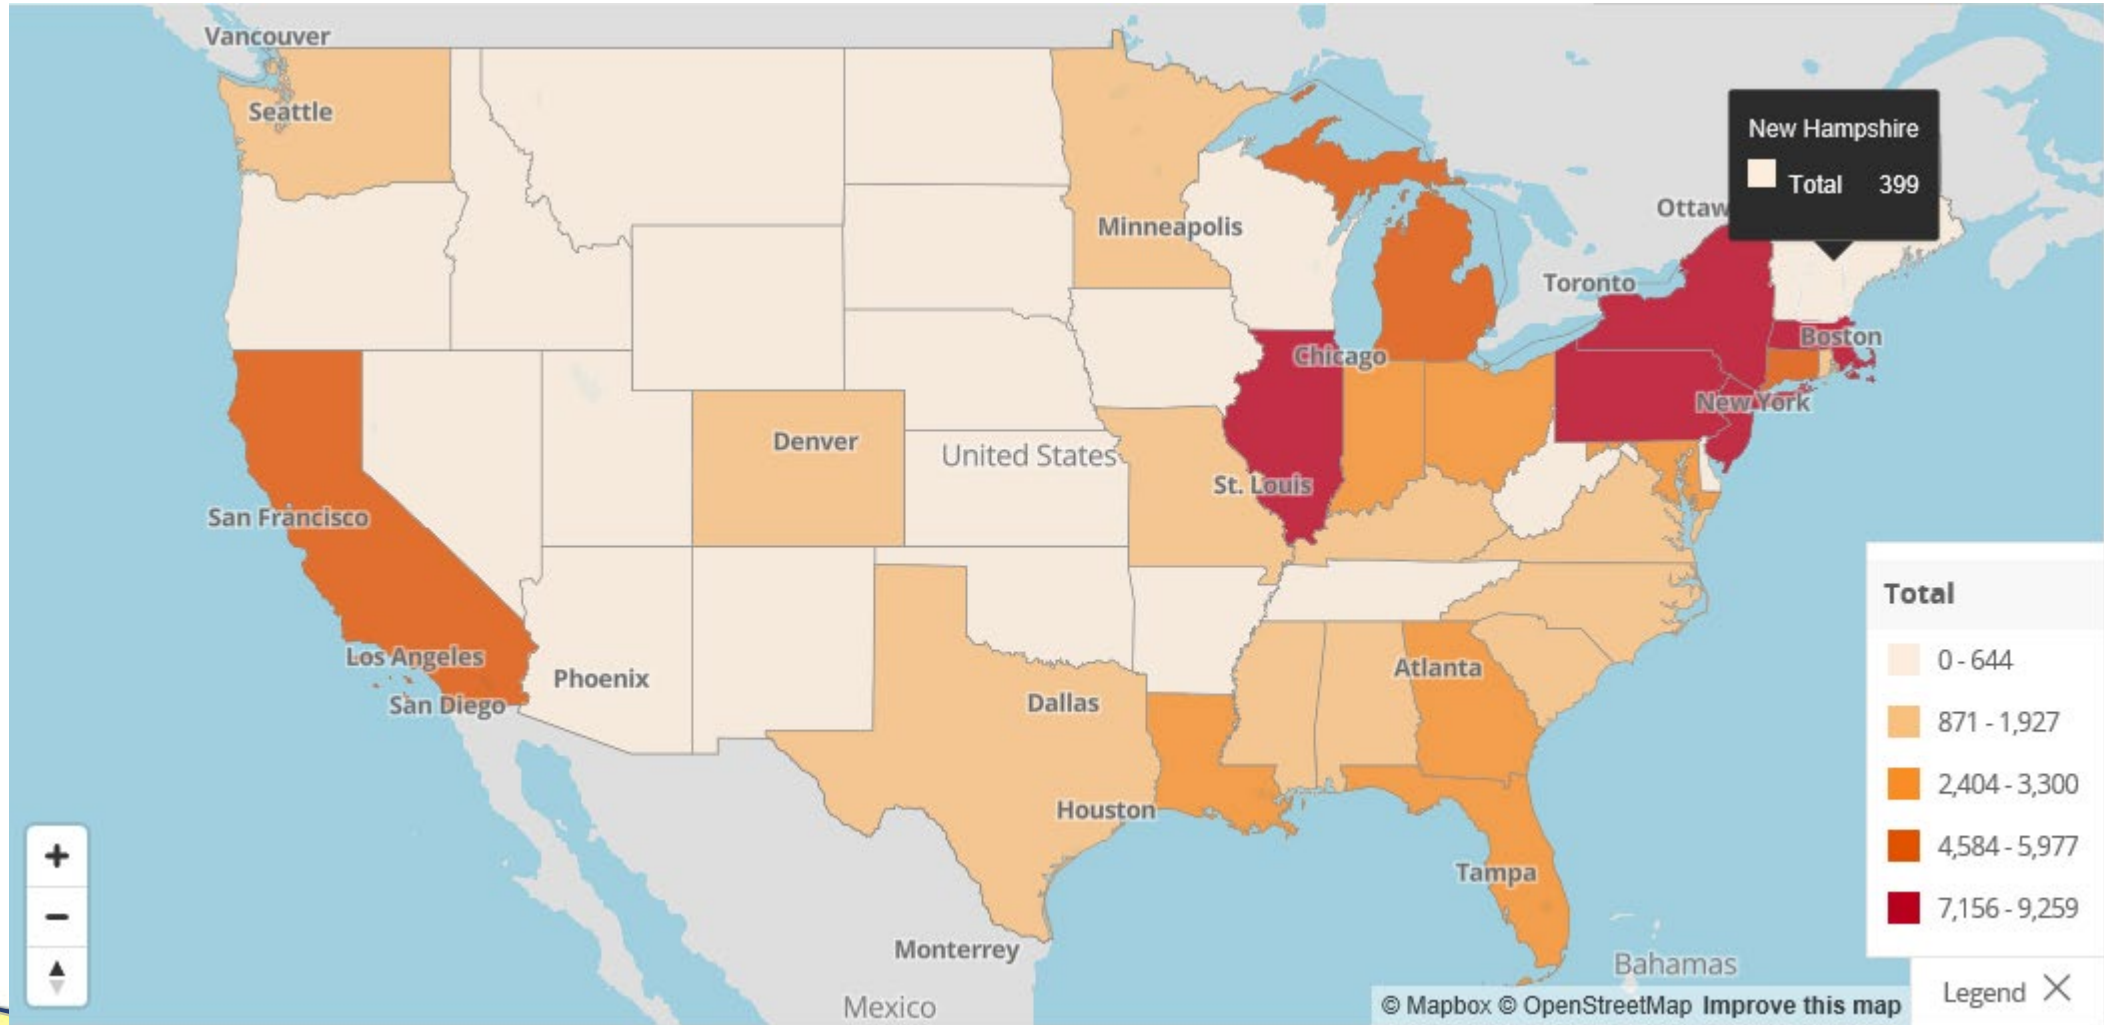 Vancouver
Seattle
Minneapolis
New Hampshire
Total 399
Ottaw
Toronto
Boston
Chicago
New York
Denver
United States
St. Louis
San Francisco
Los Angeles
Phoenix
San Diego
Dallas
Atlanta
Houston
Tampa
Monterrey
Mexico
Bahamas
Total
0 - 644
871 - 1,927
2,404 - 3,300
4,584 - 5,977
7,156 - 9,259
Legend
© Mapbox © OpenStreetMap Improve this map